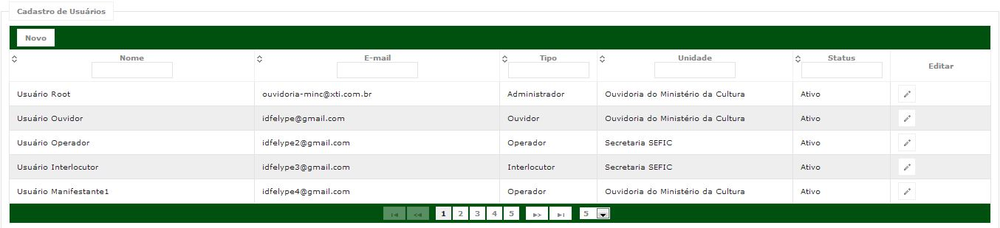 Cadastro de Usuários
Novo
Nome E-mail Tipo Unidade Status Editar
Usuário Root ouvidoria-minc@xti.com.br Administrador Ouvidoria do Ministério da Cultura Ativo
Usuário Ouvidor idfelype@gmail.com Ouvidor Ouvidoria do Ministério da Cultura Ativo
Usuário Operador idfelype2@gmail.com Operador Secretaria SEFIC Ativo
Usuário Interlocutor idfelype3@gmail.com Interlocutor Secretaria SEFIC Ativo
Usuário Manifestante1 idfelype4@gmail.com Operador Ouvidoria do Ministério da Cultura Ativo
1 2 3 4 5 5